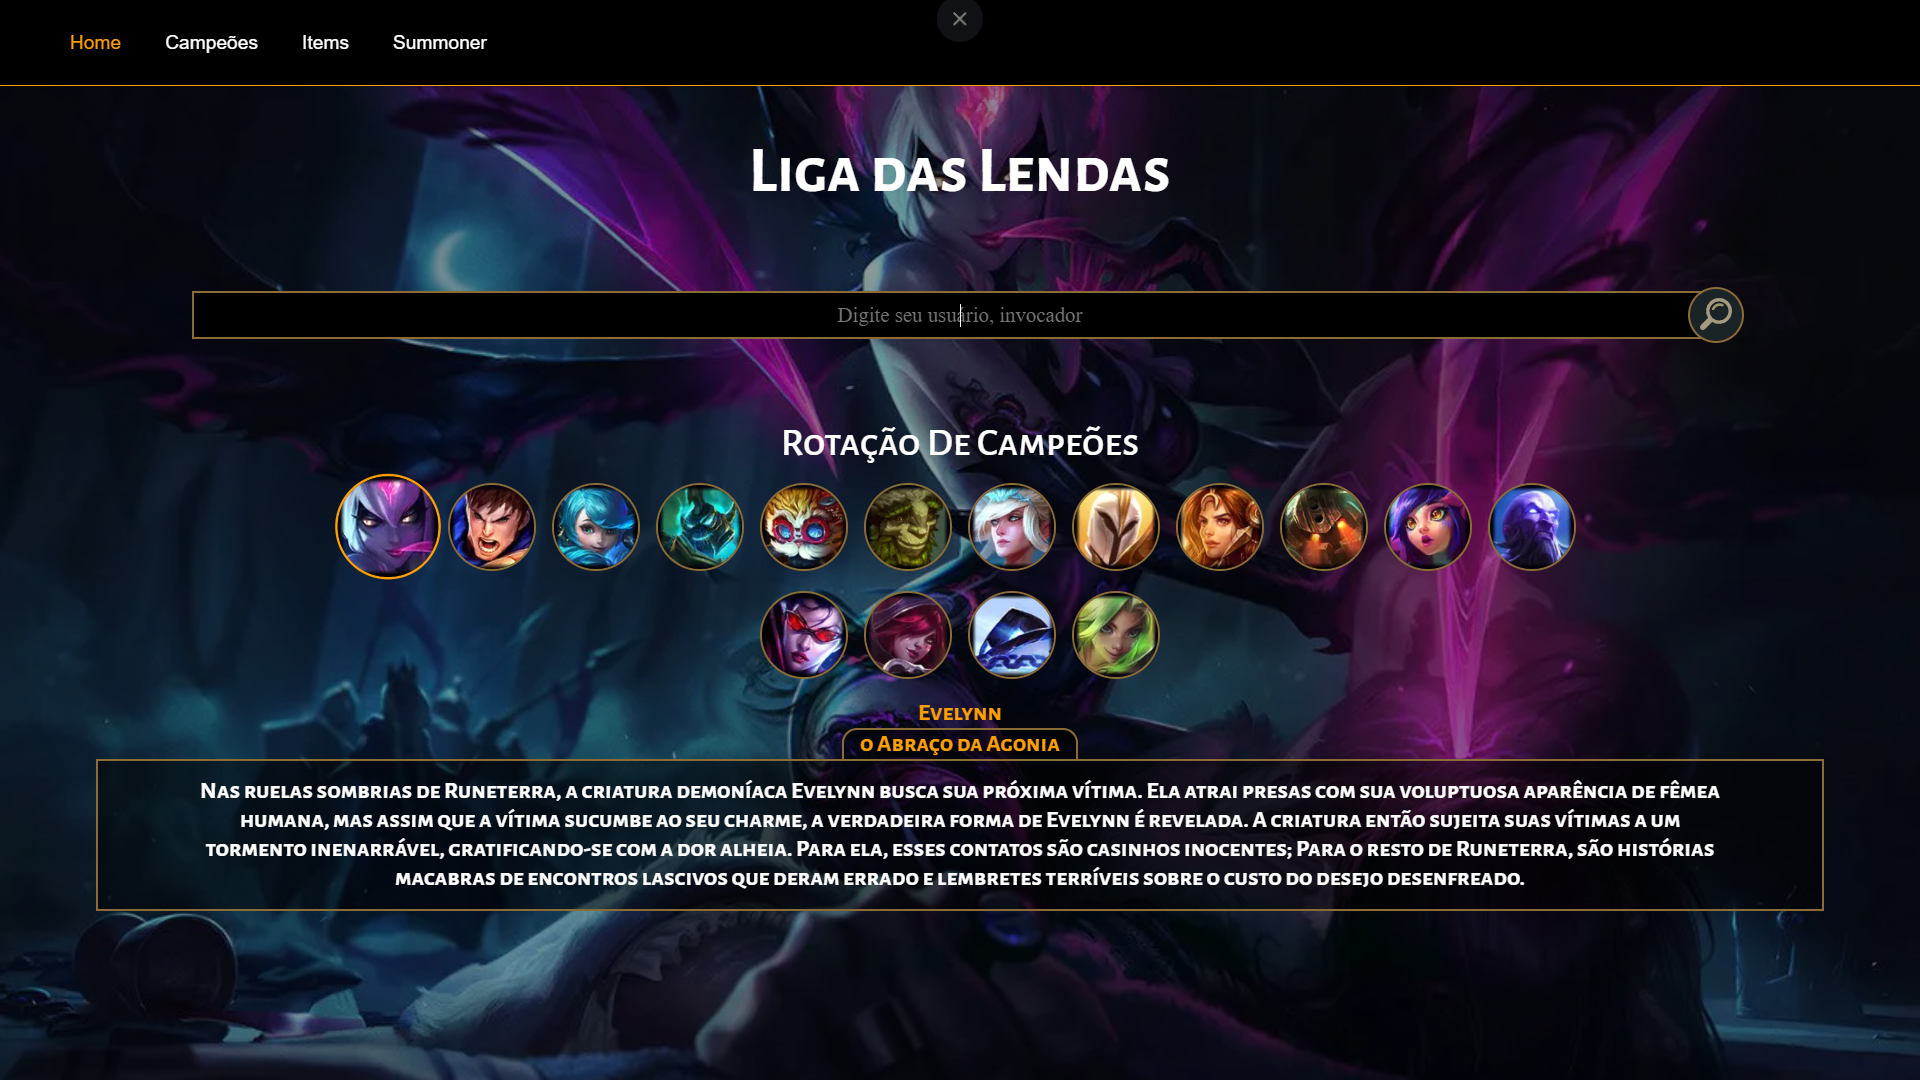 Home Campeões Items Summoner
Liga das Lendas
Digite seu usuário, invocador
Rotação De Campeões
Evelynn
o Abraço da Agonia
Nas ruelas sombrias de Runeterra, a criatura demoníaca Evelynn busca sua próxima vítima. Ela atrai presas com sua voluptuosa aparência de fêmea
humana, mas assim que a vítima sucumbe ao seu charme, a verdadeira forma de Evelynn é revelada. A criatura então sujeita suas vítimas a um
tormento inenarrável, gratificando-se com a dor alheia. Para ela, esses contatos são casinhos inocentes; Para o resto de Runeterra, são histórias
macabras de encontros lascivos que deram errado e lembretes terríveis sobre o custo do desejo desenfreado.